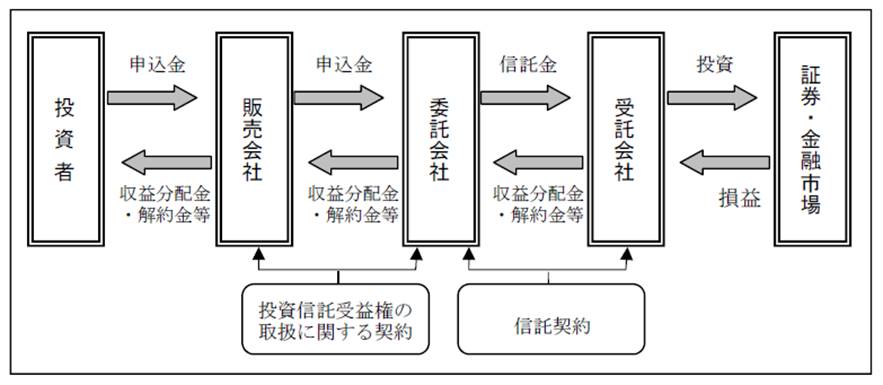 投資者
申込金
収益分配金
・解約金等
販売会社
申込金
収益分配金
・解約金等
委託会社
信託金
収益分配金
・解約金等
受託会社
投資
損益
証券・金融市場
投資信託受益権の
取扱に関する契約
信託契約